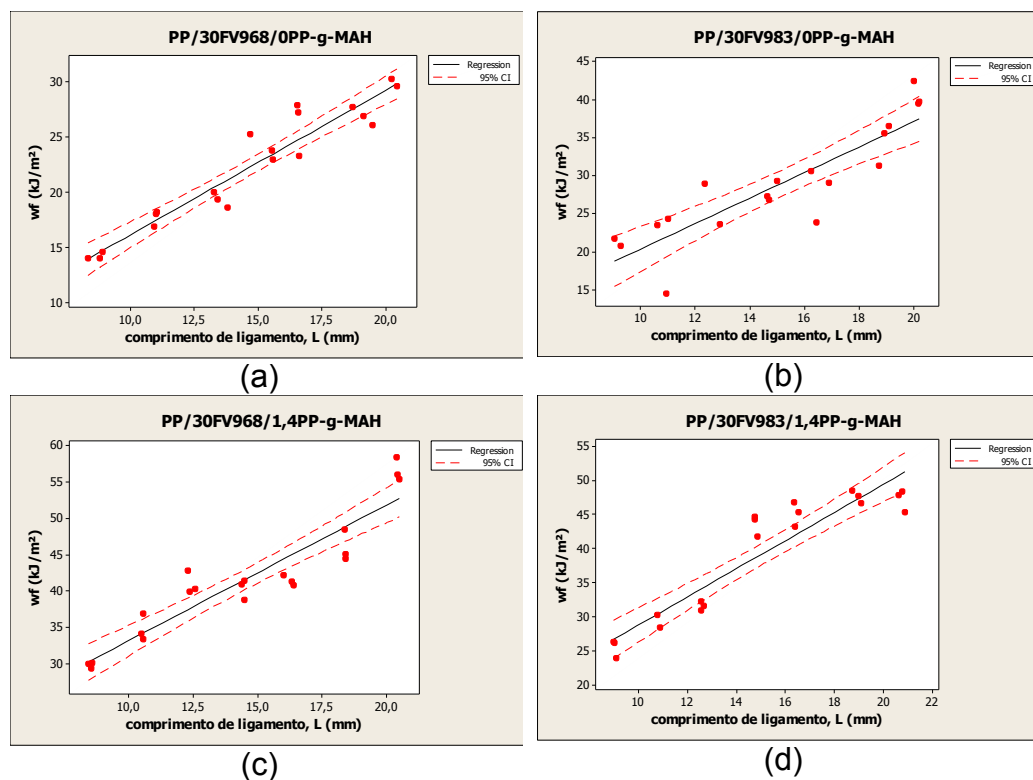 PP/30FV968/0PP-g-MAH
Regression
95% CI
wf (kJ/m²)
30
25
20
15
10
10,0 12,5 15,0 17,5 20,0
comprimento de ligamento, L (mm)
(a)
PP/30FV983/0PP-g-MAH
Regression
95% CI
wf (kJ/m²)
45
40
35
30
25
20
15
10 12 14 16 18 20
comprimento de ligamento, L (mm)
(b)
PP/30FV968/1,4PP-g-MAH
Regression
95% CI
wf (kJ/m²)
60
55
50
45
40
35
30
10,0 12,5 15,0 17,5 20,0
comprimento de ligamento, L (mm)
(c)
PP/30FV983/1,4PP-g-MAH
Regression
95% CI
wf (kJ/m²)
55
50
45
40
35
30
25
20
10 12 14 16 18 20 22
comprimento de ligamento, L (mm)
(d)